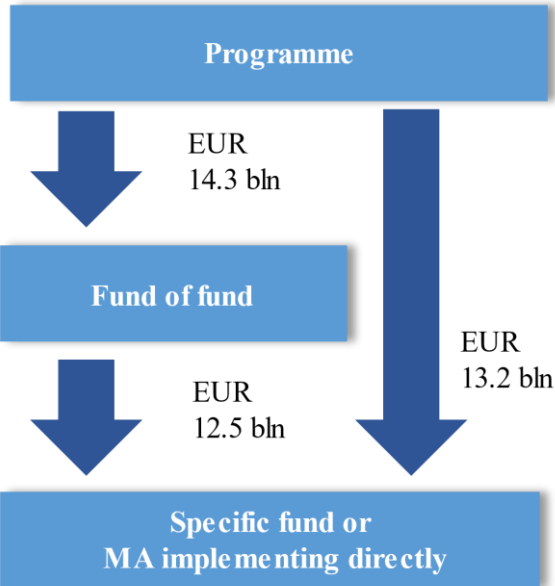 Programme
EUR
14.3 bln
Fund of fund
EUR
13.2 bln
EUR
12.5 bln
Specific fund or
MA implementing directly